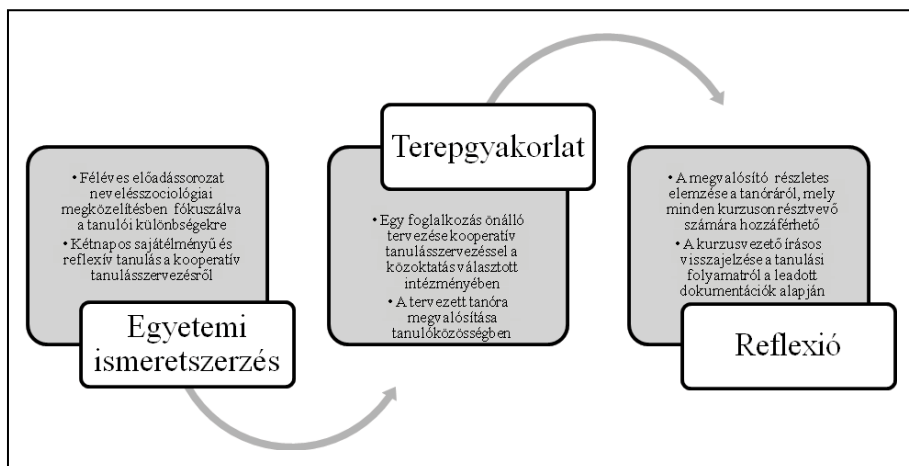 • Féléves előadássorozat
nevelésszociológiai
megközelítésben fókuszálva
a tanulói különbségekre
• Kétnapos sajátélményű és
reflexív tanulás a kooperatív
tanulásszervezésről
Egyetemi
ismeretszerzés
Terepgyakorlat
• Egy foglalkozás önálló
tervezése kooperatív
tanulásszervezéssel a
közoktatás választott
intézményében
• A tervezett tanóra
megvalósítása
tanulóközösségben
• A megvalósító részletes
elemzése a tanóráról, mely
minden kurzuson résztvevő
számára hozzáférhető
• A kurzusvezető írásos
visszajelzése a tanulási
folyamatról a leadott
dokumentációk alapján
Reflexió